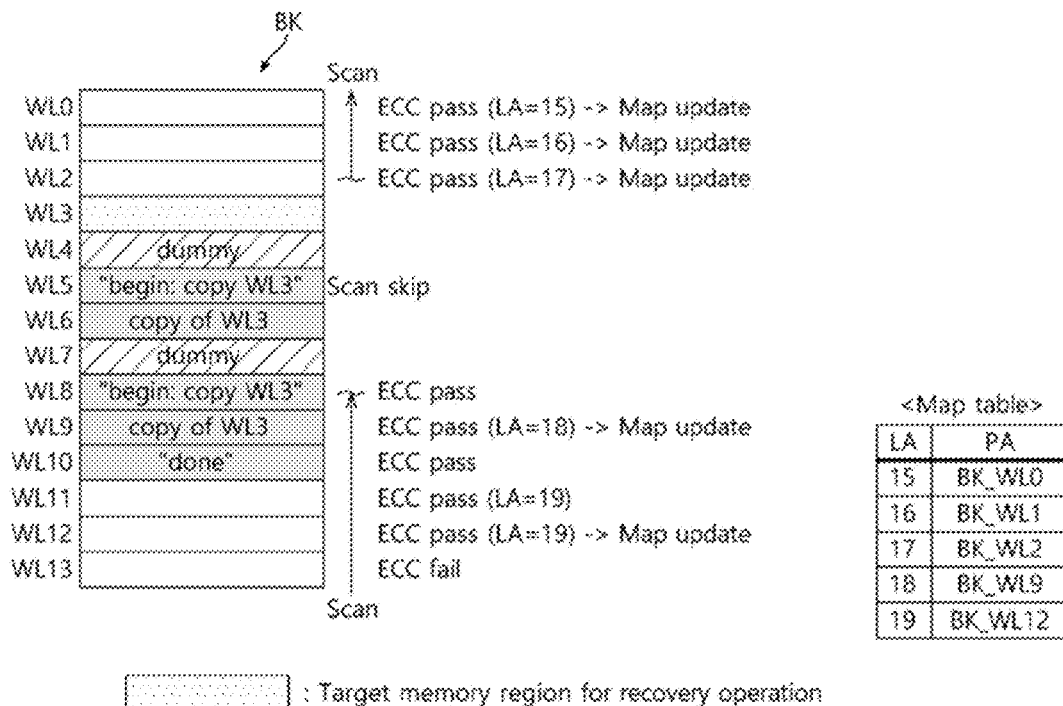 BK
Scan
WL0 ECC pass (LA=15) -> Map update
WL1 ECC pass (LA=16) -> Map update
WL2 ECC pass (LA=17) -> Map update
WL3
WL4 dummy
WL5 "begin: copy WL3" Scan skip
WL6 copy of WL3
WL7 dummy
WL8 "begin: copy WL3" ECC pass
WL9 copy of WL3 ECC pass (LA=18) -> Map update
WL10 "done" ECC pass
WL11 ECC pass (LA=19)
WL12 ECC pass (LA=19) -> Map update
WL13 ECC fail
Scan
<Map table>
LA PA
15 BK_WL0
16 BK_WL1
17 BK_WL2
18 BK_WL9
19 BK_WL12
: Target memory region for recovery operation